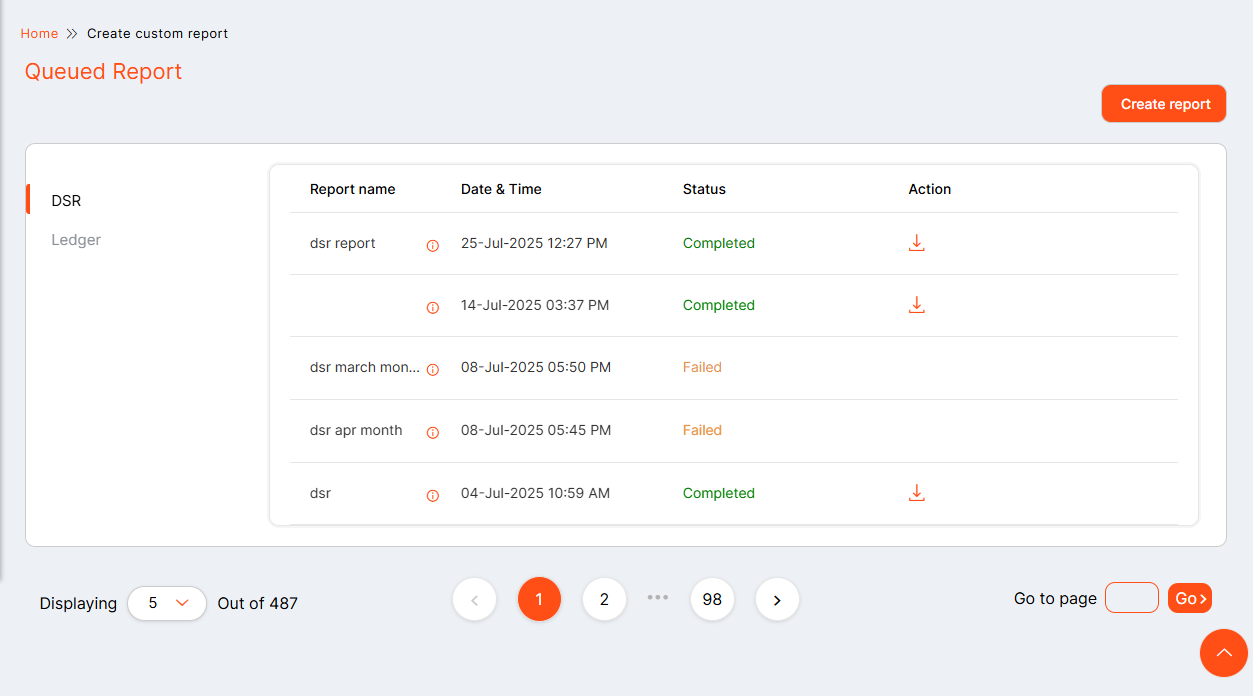 Home Create custom report
Queued Report
Create report
DSR
Ledger
Report name Date & Time Status Action
dsr report 25-Jul-2025 12:27 PM Completed
14-Jul-2025 03:37 PM Completed
dsr march mon... 08-Jul-2025 05:50 PM Failed
dsr apr month 08-Jul-2025 05:45 PM Failed
dsr 04-Jul-2025 10:59 AM Completed
Displaying 5 Out of 487 ‹ 1 2 ••• 98 › Go to page Go ›